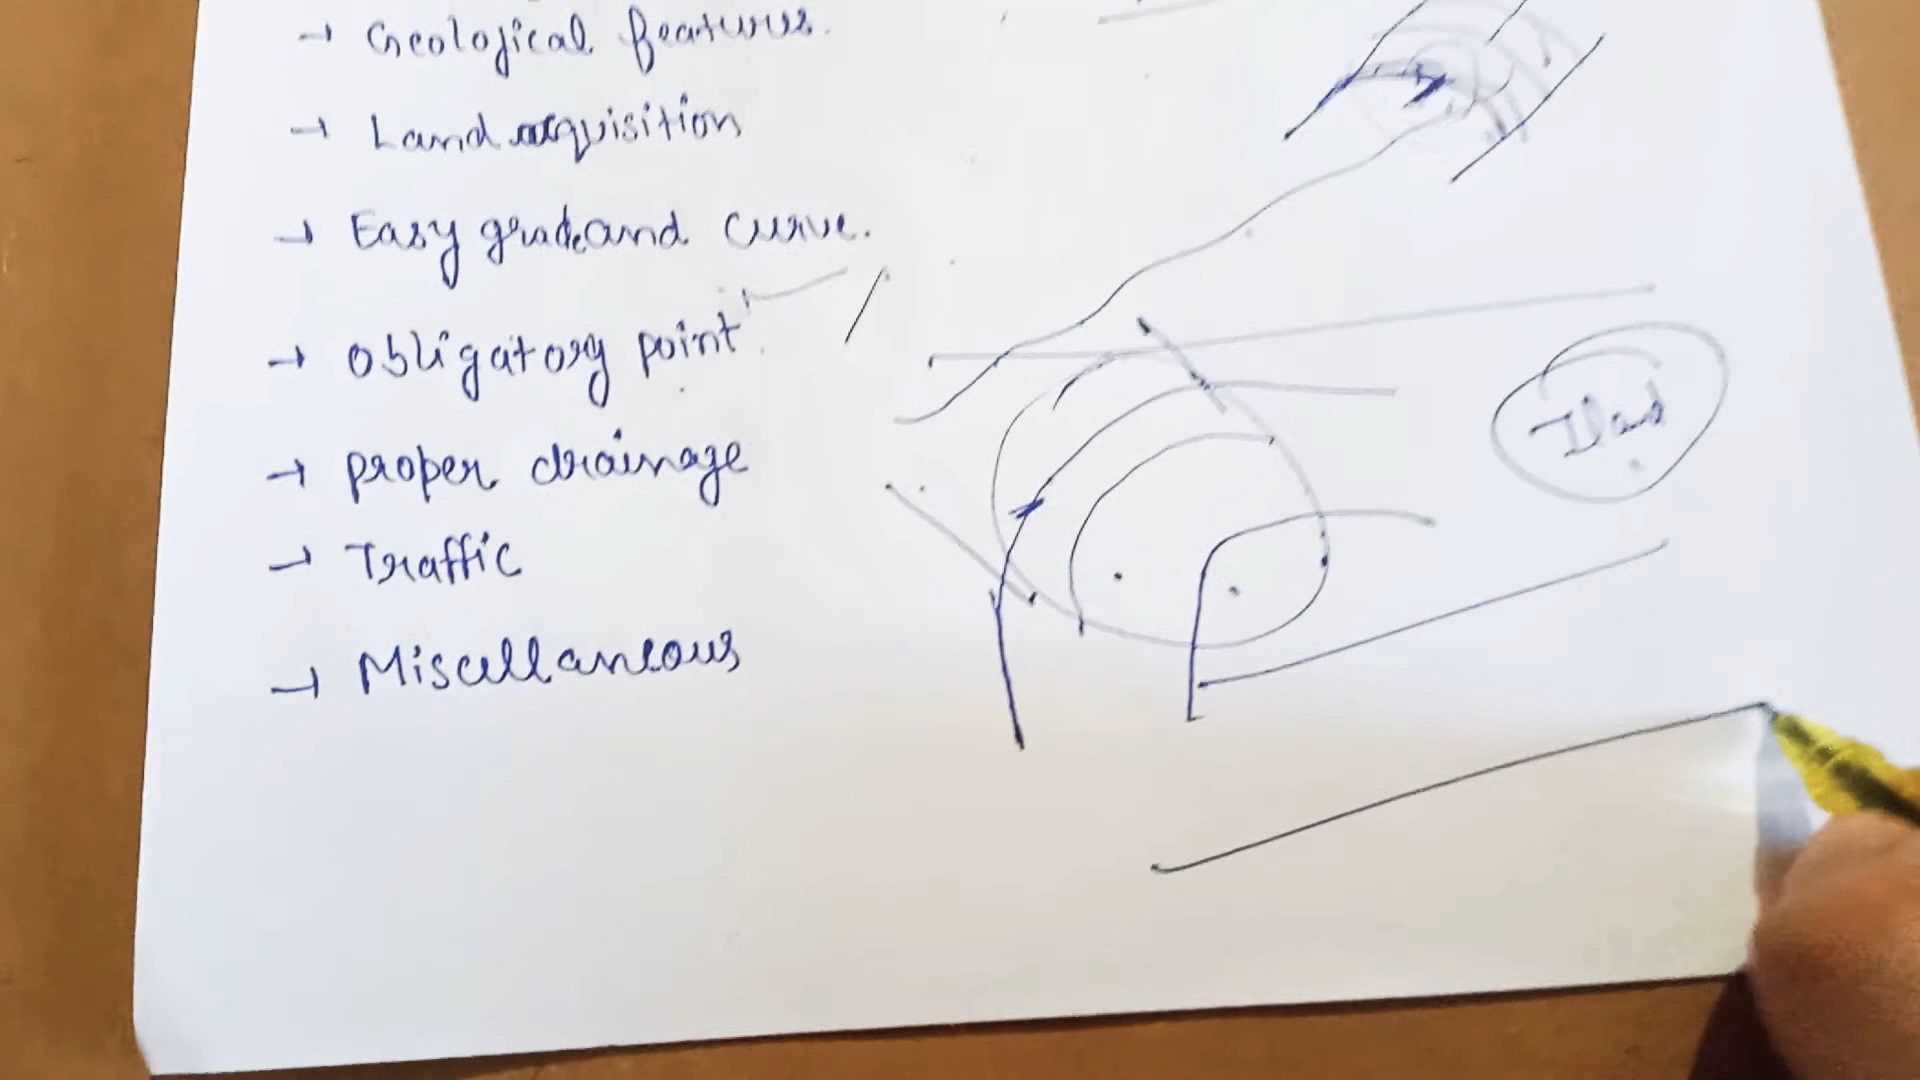 → Geological features.
→ Land acquisition
→ Easy grade and curve.
→ Obligatory point
→ proper drainage
→ Traffic
→ Miscellaneous